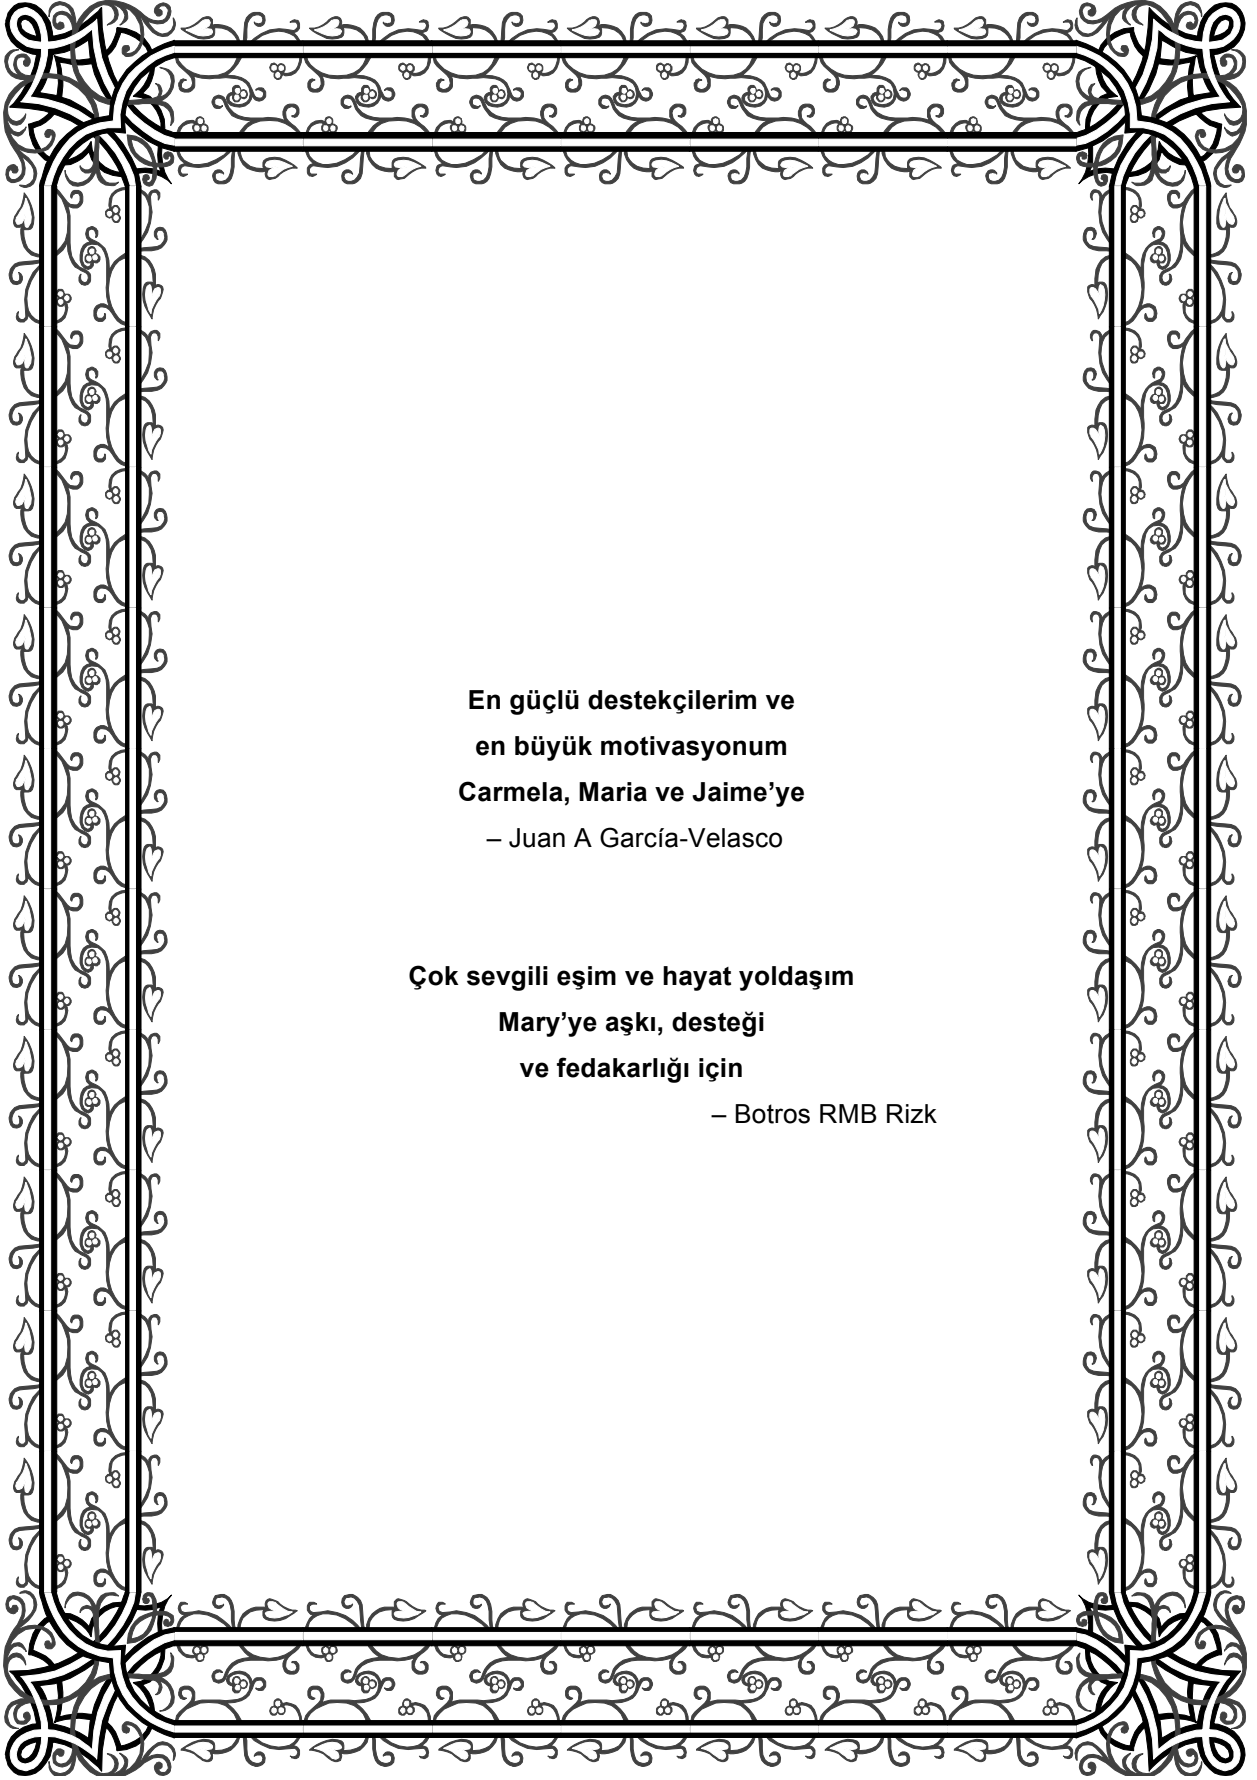 En güçlü destekçilerim ve
en büyük motivasyonum
Carmela, Maria ve Jaime’ye
– Juan A García-Velasco
Çok sevgili eşim ve hayat yoldaşım
Mary’ye aşkı, desteği
ve fedakarlığı için
– Botros RMB Rizk